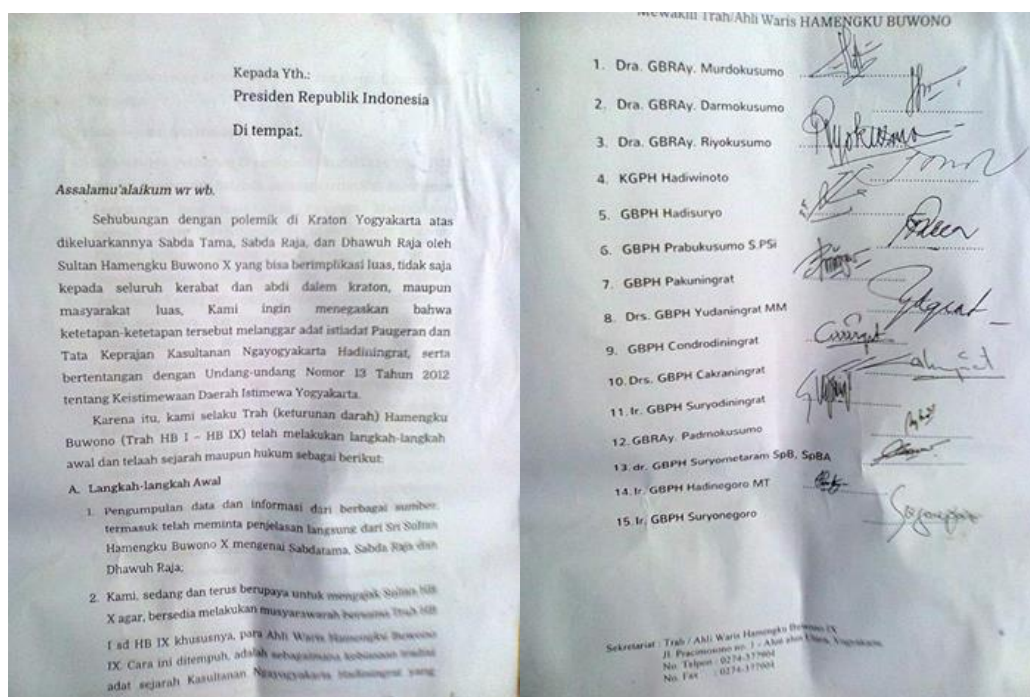 Kepada Yth.:
Presiden Republik Indonesia
Di tempat.
Assalamu'alaikum wr wb.
Sehubungan dengan polemik di Kraton Yogyakarta atas
dikeluarkannya Sabda Tama, Sabda Raja, dan Dhawuh Raja oleh
Sultan Hamengku Buwono X yang bisa berimplikasi luas, tidak saja
kepada seluruh kerabat dan abdi dalem kraton, maupun
masyarakat luas, Kami ingin menegaskan bahwa
ketetapan-ketetapan tersebut melanggar adat istiadat Paugeran dan
Tata Keprajan Kasultanan Ngayogyakarta Hadiningrat, serta
bertentangan dengan Undang-undang Nomor 13 Tahun 2012
tentang Keistimewaan Daerah Istimewa Yogyakarta.
Karena itu, kami selaku Trah (keturunan darah) Hamengku
Buwono (Trah HB I – HB IX) telah melakukan langkah-langkah
awal dan telaah sejarah maupun hukum sebagai berikut:
A. Langkah-langkah Awal
1. Pengumpulan data dan informasi dari berbagai sumber,
termasuk telah meminta penjelasan langsung dari Sri Sultan
Hamengku Buwono X mengenai Sabdatama, Sabda Raja dan
Dhawuh Raja;
2. Kami, sedang dan terus berupaya untuk mengajak Sultan HB
X agar, bersedia melakukan musyarawarah bersama Trah HB
I sd HB IX khususnya, para Ahli Waris Hamengku Buwono
IX. Cara ini ditempuh, adalah sebagaimana kebiasaan tradisi
adat sejarah Kasultanan Ngayogyakarta Hadiningrat yang
Mewakili Trah/Ahli Waris HAMENGKU BUWONO
1. Dra. GBRAy. Murdokusumo
2. Dra. GBRAy. Darmokusumo
3. Dra. GBRAy. Riyokusumo
4. KGPH Hadiwinoto
5. GBPH Hadisuryo
6. GBPH Prabukusumo S.PSi
7. GBPH Pakuningrat
8. Drs. GBPH Yudaningrat MM
9. GBPH Condrodiningrat
10. Drs. GBPH Cakraningrat
11. Ir. GBPH Suryodiningrat
12. GBRAy. Padmokusumo
13. dr. GBPH Suryometaram SpB, SpBA
14. Ir. GBPH Hadinegoro MT
15. Ir. GBPH Suryonegoro
Sekretariat : Trah / Ahli Waris Hamengku Buwono IX
Jl. Pracimosono no. 1 - Alun alun Utara, Yogyakarta
No. Telpon : 0274-377004
No. Fax : 0274-377004